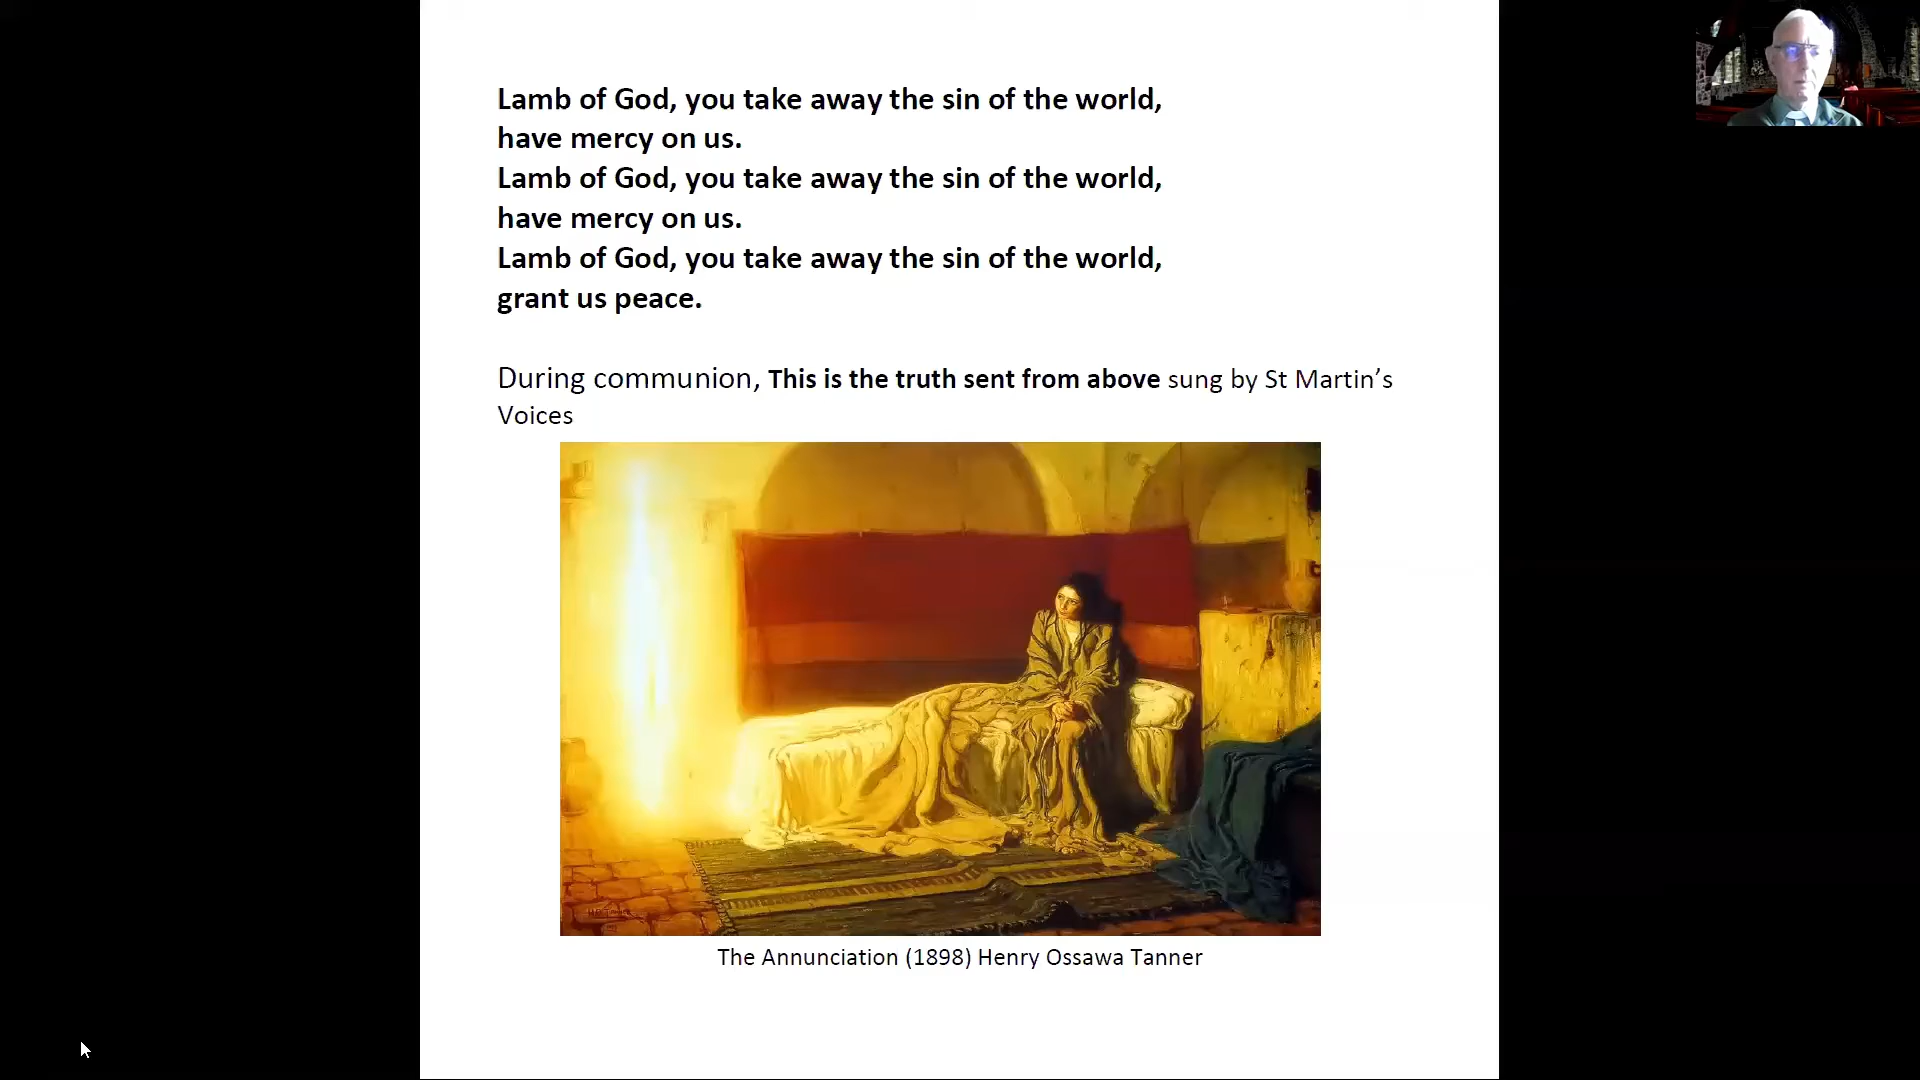 Lamb of God, you take away the sin of the world,
have mercy on us.
Lamb of God, you take away the sin of the world,
have mercy on us.
Lamb of God, you take away the sin of the world,
grant us peace.
During communion, This is the truth sent from above sung by St Martin’s
Voices
The Annunciation (1898) Henry Ossawa Tanner